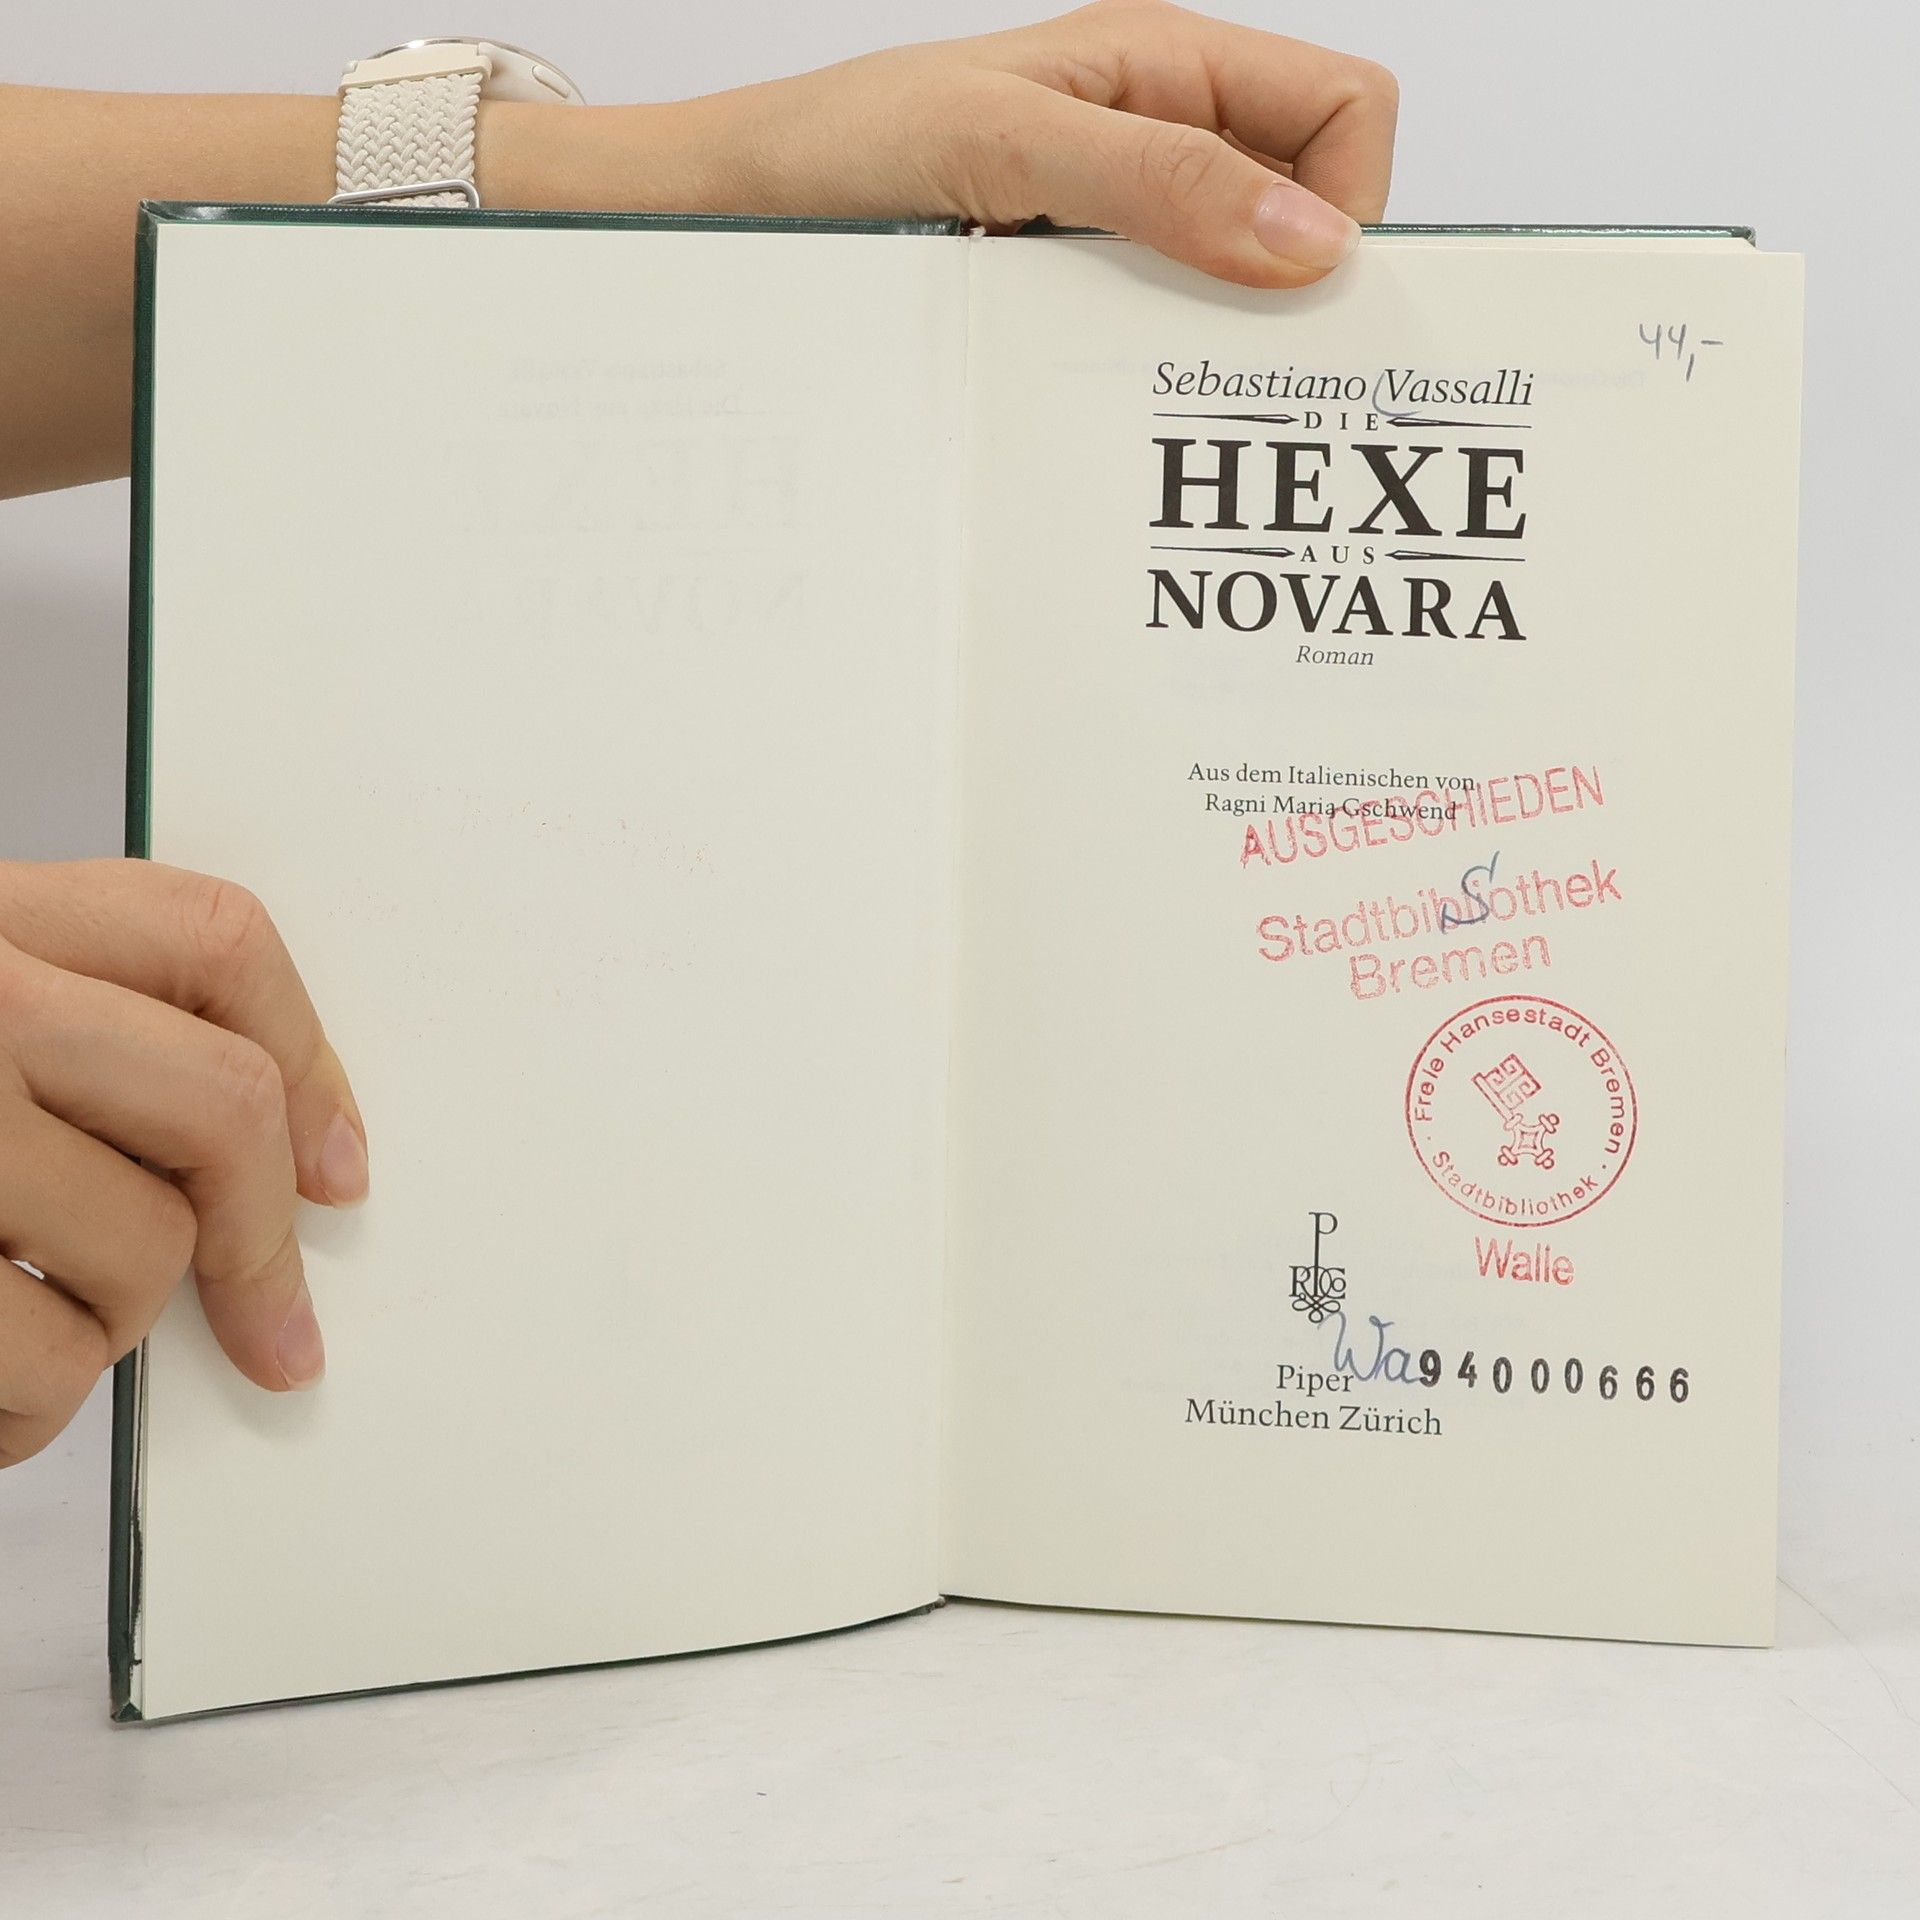 44,-
Sebastiano Vassalli
DIE
HEXE
AUS
NOVARA
Roman
Aus dem Italienischen von
Ragni Maria Gschwend
AUSGESCHIEDEN
S
Stadtbibliothek
Bremen
Freie Hansestadt Bremen
· Stadtbibliothek ·
Walle
P
R P Co
Wa 94000666
Piper
München Zürich